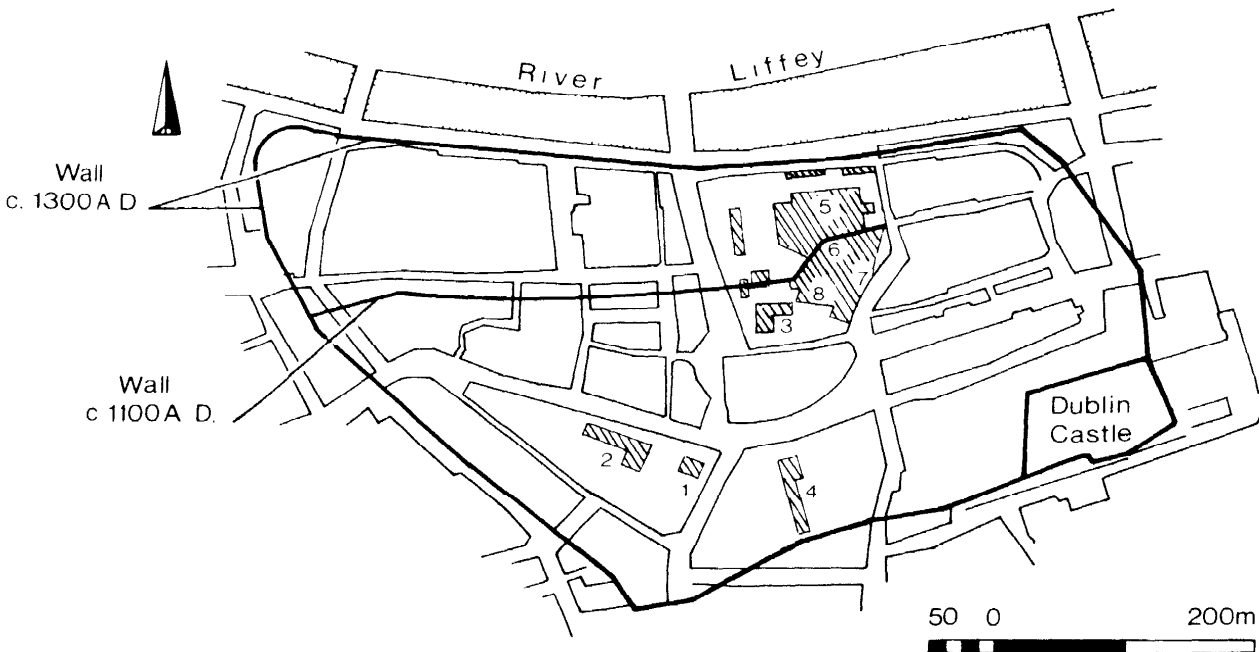 River Liffey
Wall
c. 1300 A D
Wall
c 1100 A D.
5
6
7
8
3
Dublin
Castle
2
1
4
50 0 200m